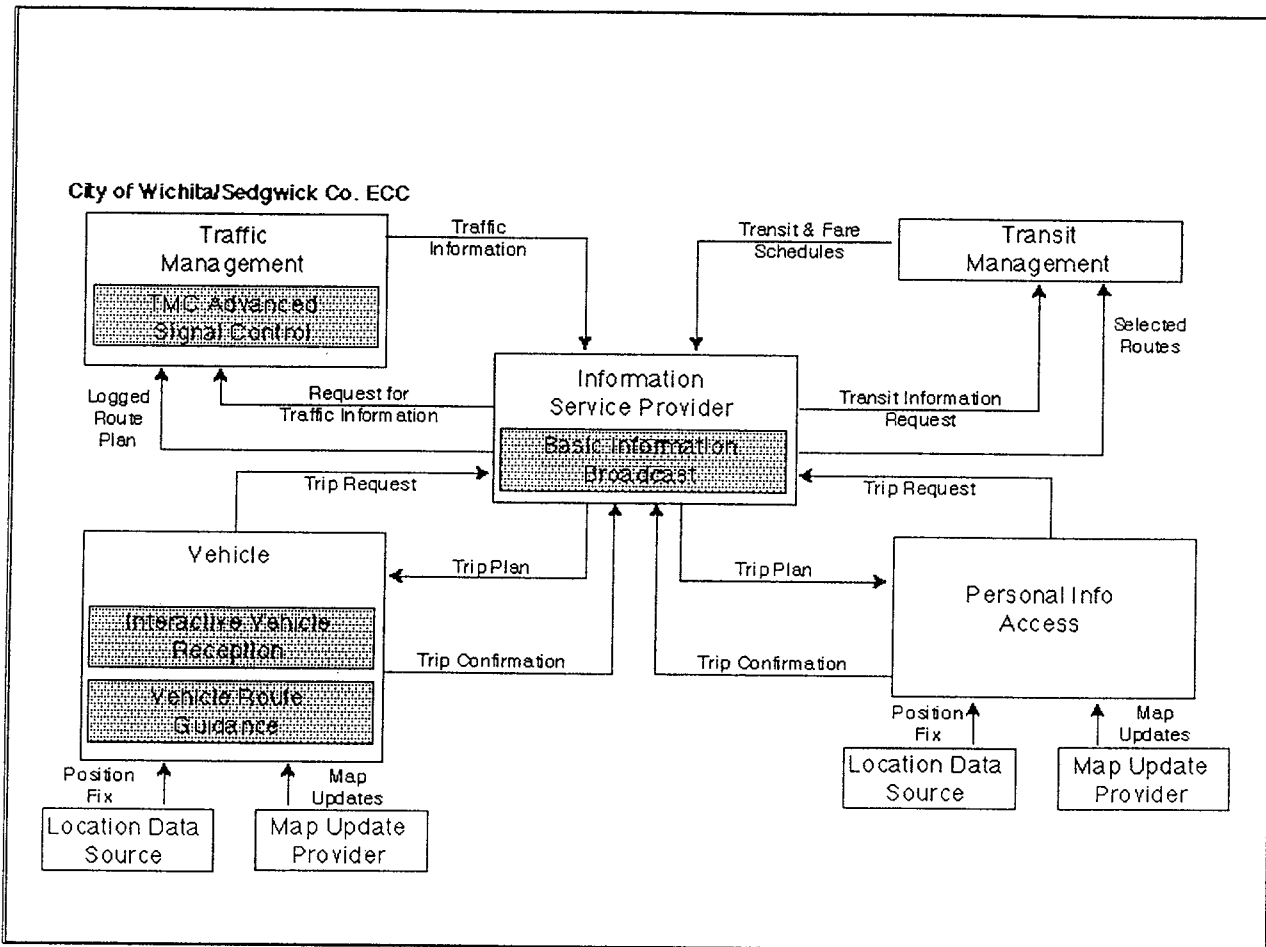 City of Wichita/Sedgwick Co. ECC
Traffic
Management
TMC Advanced
Signal Control
Traffic
Information
Transit & Fare
Schedules
Transit
Management
Selected
Routes
Logged
Route
Plan
Request for
Traffic Information
Information
Service Provider
Basic Information
Broadcast
Transit Information
Request
Trip Request
Trip Request
Vehicle
Interactive Vehicle
Reception
Vehicle Route
Guidance
Trip Plan
Trip Plan
Personal Info
Access
Trip Confirmation
Trip Confirmation
Position
Fix
Map
Updates
Location Data
Source
Map Update
Provider
Position
Fix
Map
Updates
Location Data
Source
Map Update
Provider